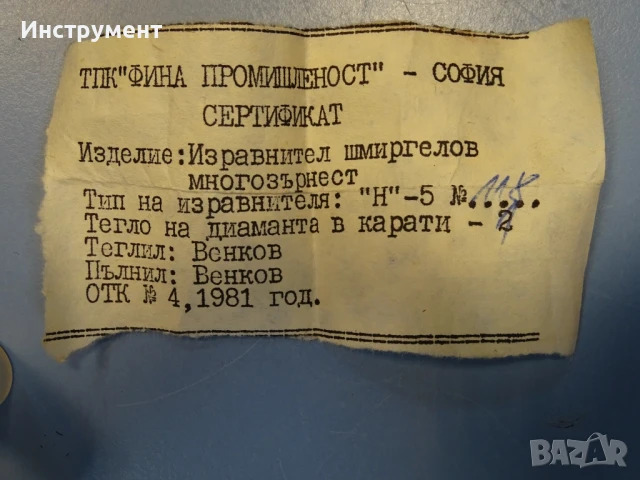 Инструмент
ТПК"ФИНА ПРОМИШЛЕНОСТ" - СОФИЯ
СЕРТИФИКАТ
Изделие:Изравнител шмиргелов
многозърнест
Тип на изравнителя: "Н"-5 №.....
Тегло на диаманта в карати - 2
Теглил: Венков
Пълнил: Венков
ОТК № 4,1981 год.
BAZAR